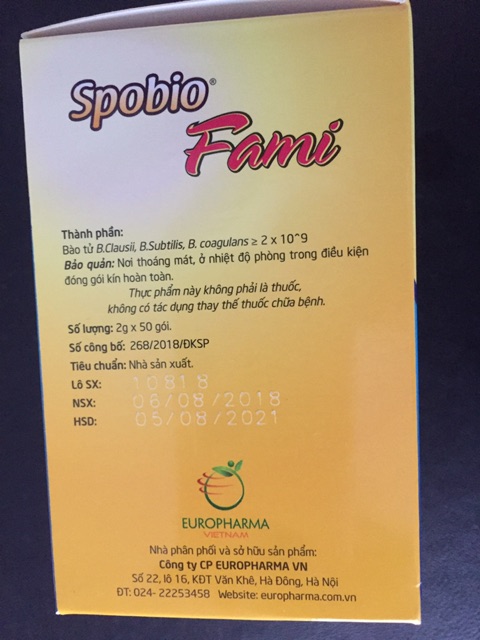 Spobio®
Fami
Thành phần:
Bào tử B.Clausii, B.Subtilis, B. coagulans ≥ 2 x 10^9
Bảo quản: Nơi thoáng mát, ở nhiệt độ phòng trong điều kiện
đóng gói kín hoàn toàn.
Thực phẩm này không phải là thuốc,
không có tác dụng thay thế thuốc chữa bệnh.
Số lượng: 2g x 50 gói.
Số công bố: 268/2018/ĐKSP
Tiêu chuẩn: Nhà sản xuất.
Lô SX: 10818
NSX: 06/08/2018
HSD: 05/08/2021
EUROPHARMA
VIETNAM
Nhà phân phối và sở hữu sản phẩm:
Công ty CP EUROPHARMA VN
Số 22, lô 16, KĐT Văn Khê, Hà Đông, Hà Nội
ĐT: 024- 22253458 Website: europharma.com.vn